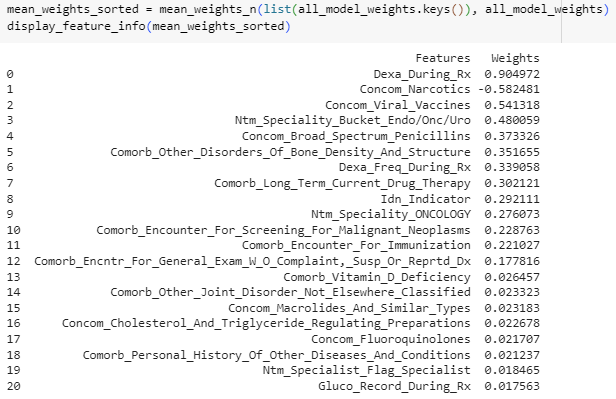 mean_weights_sorted = mean_weights_n(list(all_model_weights.keys()), all_model_weights)
display_feature_info(mean_weights_sorted)
Features Weights
0 Dexa_During_Rx 0.904972
1 Concom_Narcotics -0.582481
2 Concom_Viral_Vaccines 0.541318
3 Ntm_Speciality_Bucket_Endo/Onc/Uro 0.480059
4 Concom_Broad_Spectrum_Penicillins 0.373326
5 Comorb_Other_Disorders_Of_Bone_Density_And_Structure 0.351655
6 Dexa_Freq_During_Rx 0.339058
7 Comorb_Long_Term_Current_Drug_Therapy 0.302121
8 Idn_Indicator 0.292111
9 Ntm_Speciality_ONCOLOGY 0.276073
10 Comorb_Encounter_For_Screening_For_Malignant_Neoplasms 0.228763
11 Comorb_Encounter_For_Immunization 0.221027
12 Comorb_Encntr_For_General_Exam_W_O_Complaint,_Susp_Or_Reprtd_Dx 0.177816
13 Comorb_Vitamin_D_Deficiency 0.026457
14 Comorb_Other_Joint_Disorder_Not_Elsewhere_Classified 0.023323
15 Concom_Macrolides_And_Similar_Types 0.023183
16 Concom_Cholesterol_And_Triglyceride_Regulating_Preparations 0.022678
17 Concom_Fluoroquinolones 0.021707
18 Comorb_Personal_History_Of_Other_Diseases_And_Conditions 0.021237
19 Ntm_Specialist_Flag_Specialist 0.018465
20 Gluco_Record_During_Rx 0.017563